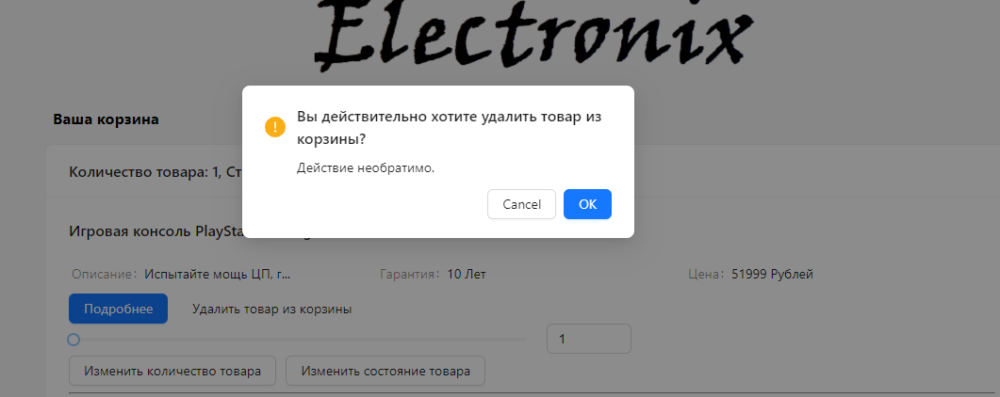 Electronix
Ваша корзина
Вы действительно хотите удалить товар из
корзины?
Действие необратимо.
Cancel OK
Количество товара: 1, Ст
Игровая консоль PlaySta
Описание: Испытайте мощь ЦП, г... Гарантия: 10 Лет Цена: 51999 Рублей
Подробнее Удалить товар из корзины
1
Изменить количество товара Изменить состояние товара